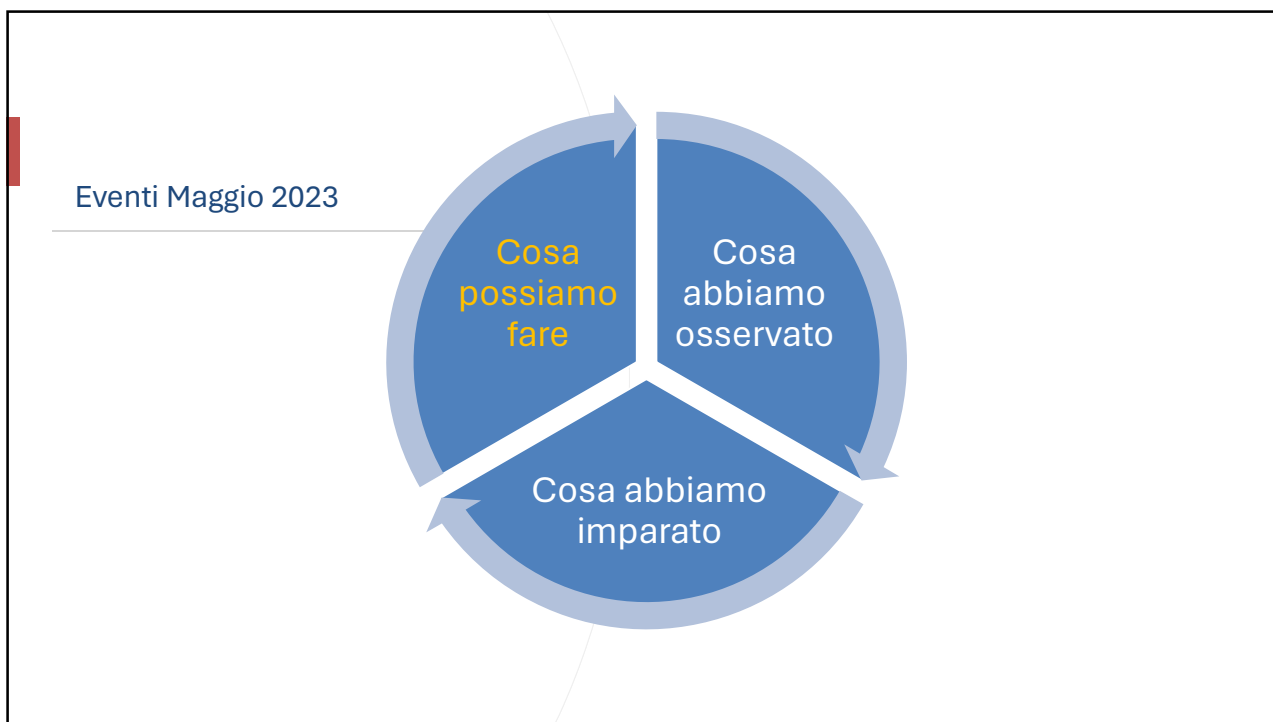 Eventi Maggio 2023
Cosa
possiamo
fare
Cosa
abbiamo
osservato
Cosa abbiamo
imparato